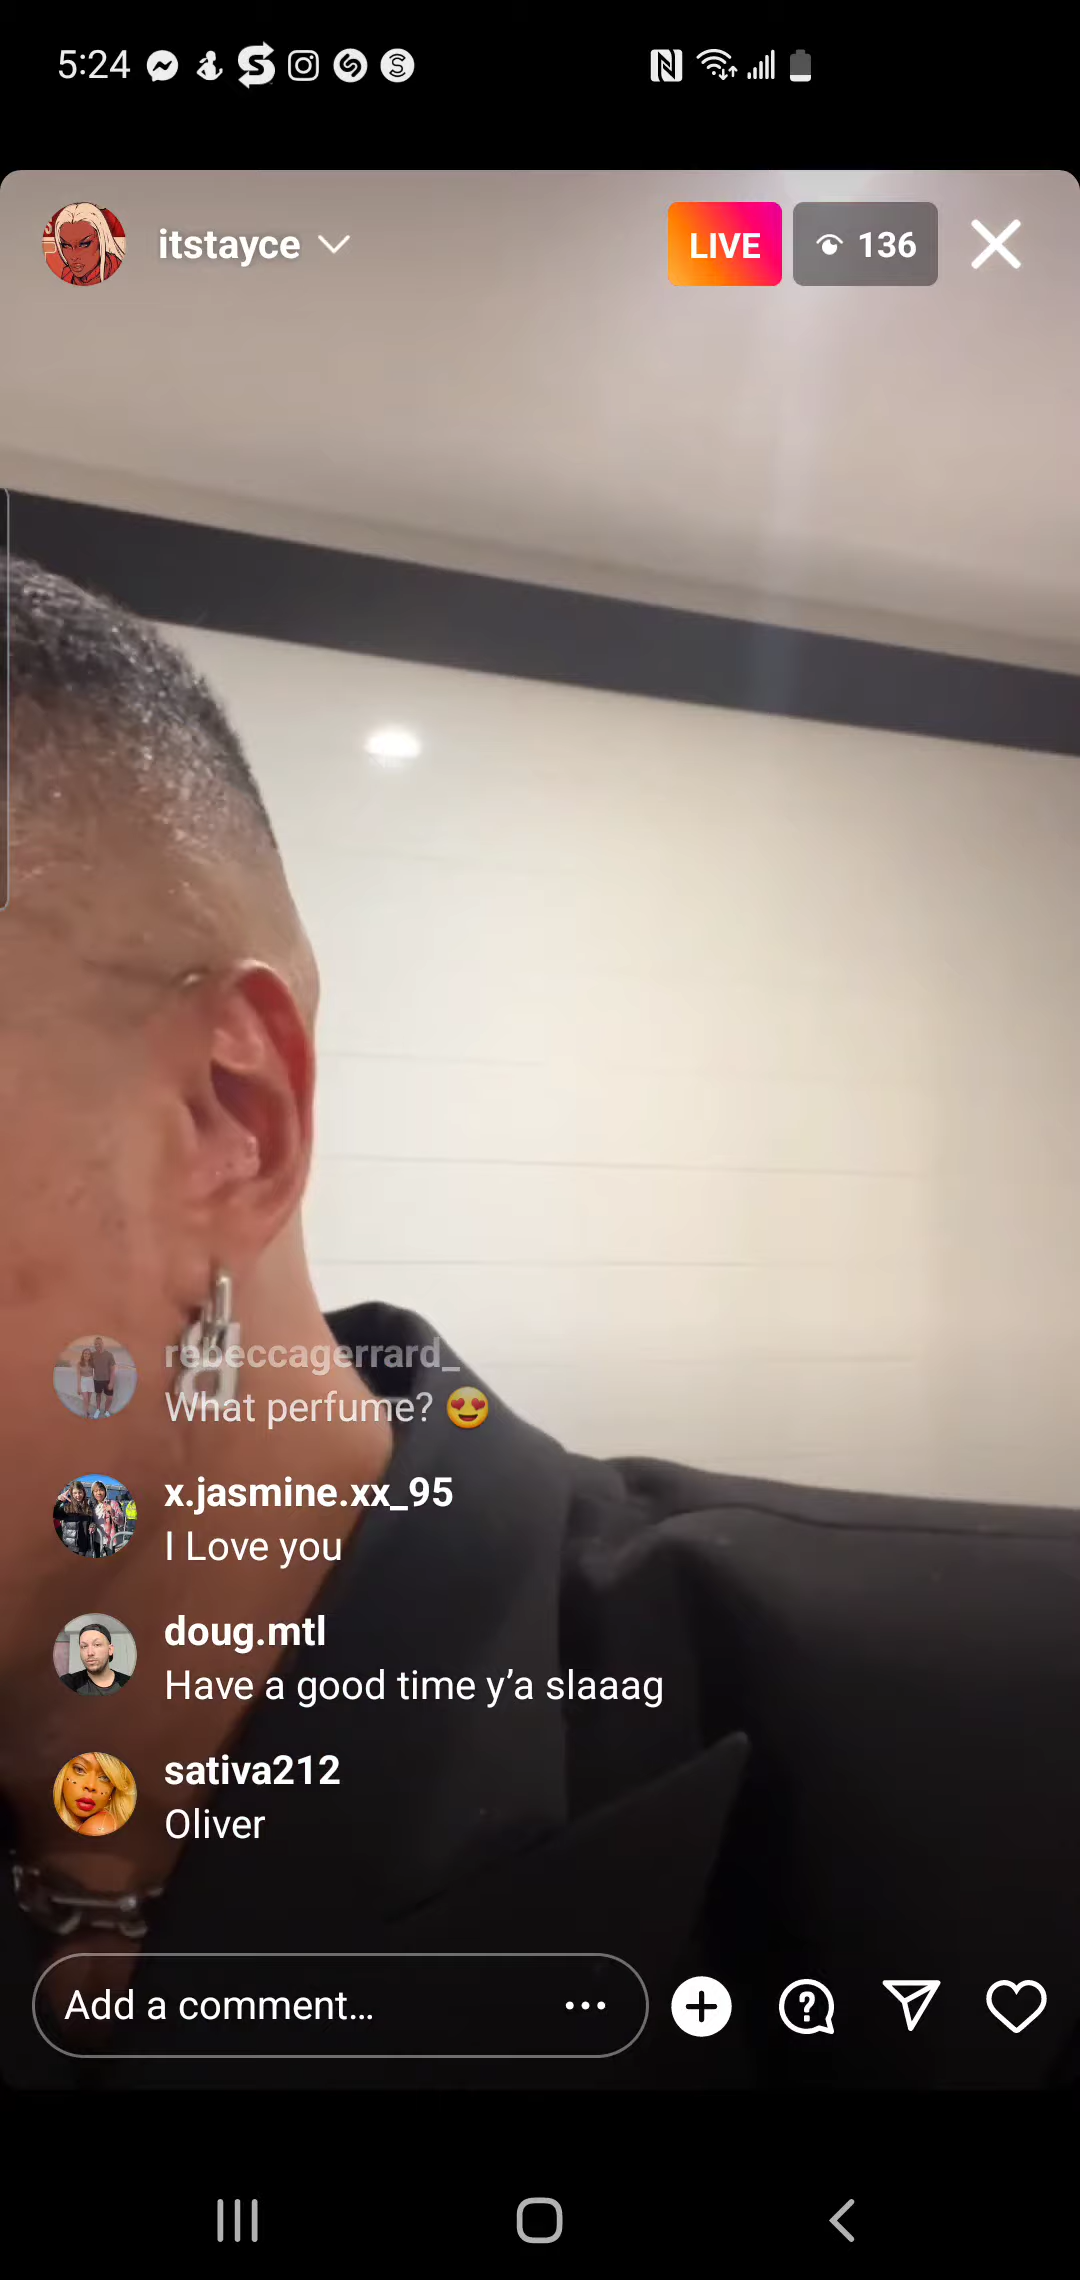 5:24
itstayce
LIVE
136
rebeccagerrard_
What perfume? 😍
x.jasmine.xx_95
I Love you
doug.mtl
Have a good time y’a slaaag
sativa212
Oliver
Add a comment...